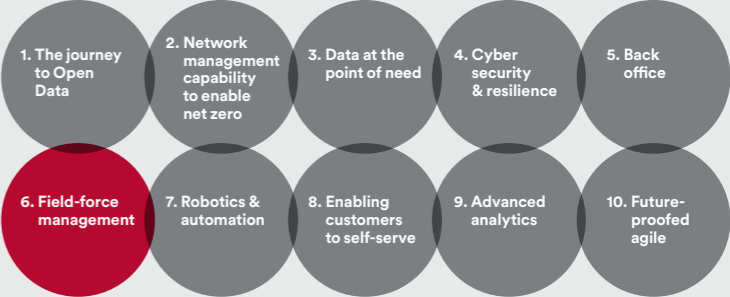 1. The journey
to Open
Data
2. Network
management
capability
to enable
net zero
3. Data at the
point of need
4. Cyber
security
& resilience
5. Back
office
6. Field-force
management
7. Robotics &
automation
8. Enabling
customers
to self-serve
9. Advanced
analytics
10. Future-
proofed
agile